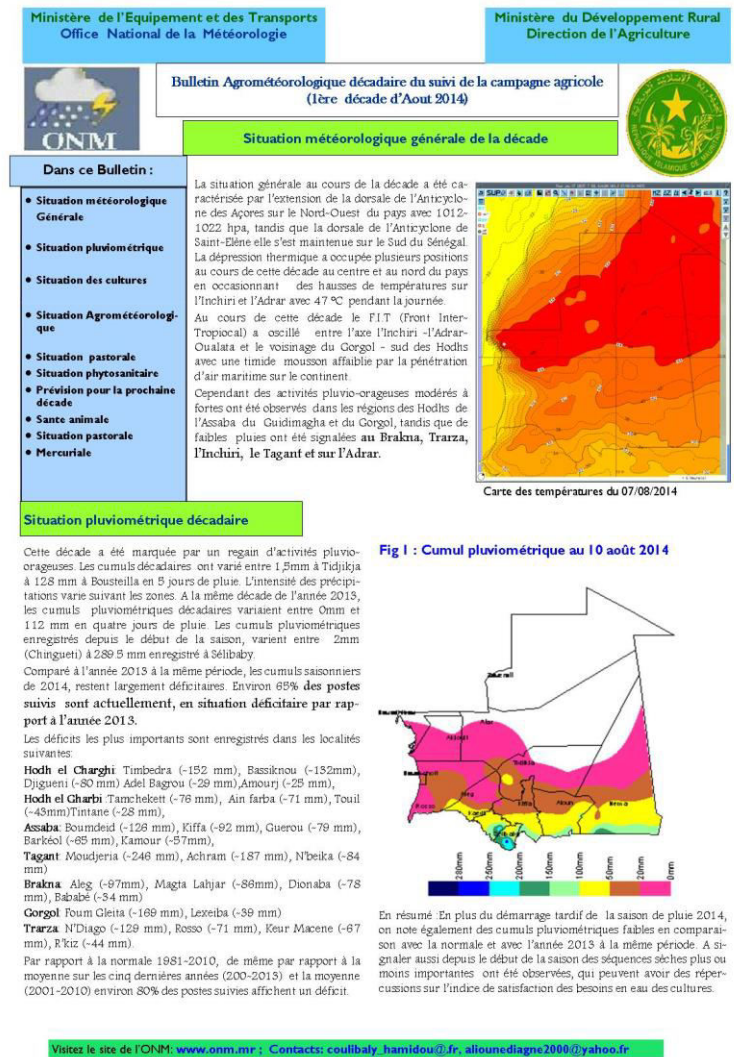 Ministère de l'Equipement et des Transports
Office National de la Météorologie
Ministère du Développement Rural
Direction de l'Agriculture
ONM
Bulletin Agrométéorologique décadaire du suivi de la campagne agricole
(1ère décade d'Aout 2014)
Situation météorologique générale de la décade
Dans ce Bulletin :
• Situation météorologique
Générale
• Situation pluviométrique
• Situation des cultures
• Situation Agrométéorologi-
que
• Situation pastorale
• Situation phytosanitaire
• Prévision pour la prochaine
décade
• Sante animale
• Situation pastorale
• Mercuriale
La situation générale au cours de la décade a été ca-
ractérisée par l'extension de la dorsale de l'Anticyclo-
ne des Açores sur le Nord-Ouest du pays avec 1012-
1022 hpa, tandis que la dorsale de l'Anticyclone de
Saint-Elène elle s'est maintenue sur le Sud du Sénégal.
La dépression thermique a occupée plusieurs positions
au cours de cette décade au centre et au nord du pays
en occasionnant des hausses de températures sur
l'Inchiri et l'Adrar avec 47 °C pendant la journée.
Au cours de cette décade le F.I.T (Front Inter-
Tropiocal) a oscillé entre l'axe l'Inchiri -l'Adrar-
Oualata et le voisinage du Gorgol - sud des Hodhs
avec une timide mousson affaiblie par la pénétration
d'air maritime sur le continent.
Cependant des activités pluvio-orageuses modérés à
fortes ont été observés dans les régions des Hodhs de
l'Assaba du Guidimagha et du Gorgol, tandis que de
faibles pluies ont été signalées au Brakna, Trarza,
l'Inchiri, le Tagant et sur l'Adrar.
Carte des températures du 07/08/2014
Situation pluviométrique décadaire
Cette décade a été marquée par un regain d'activités pluvio-
orageuses. Les cumuls décadaires ont varié entre 1,5mm à Tidjikja
à 128 mm à Bousteilla en 5 jours de pluie. L'intensité des précipi-
tations varie suivant les zones. A la même décade de l'année 2013,
les cumuls pluviométriques décadaires variaient entre 0mm et
112 mm en quatre jours de pluie. Les cumuls pluviométriques
enregistrés depuis le début de la saison, varient entre 2mm
(Chingueti) à 289.5 mm enregistré à Sélibaby.
Comparé à l'année 2013 à la même période, les cumuls saisonniers
de 2014, restent largement déficitaires. Environ 65% des postes
suivis sont actuellement, en situation déficitaire par rap-
port à l'année 2013.
Les déficits les plus importants sont enregistrés dans les localités
suivantes:
Hodh el Charghi: Timbedra (-152 mm), Bassiknou (-132mm),
Djigueni (-80 mm) Adel Bagrou (-29 mm),Amourj (-25 mm),
Hodh el Gharbi :Tamchekett (-76 mm), Ain farba (-71 mm), Touil
(-43mm)Tintane (-28 mm),
Assaba: Boumdeid (-126 mm), Kiffa (-92 mm), Guerou (-79 mm),
Barkéol (-65 mm), Kamour (-57mm),
Tagant: Moudjeria (-246 mm), Achram (-187 mm), N'beika (-84
mm)
Brakna: Aleg (-97mm), Magta Lahjar (-86mm), Dionaba (-78
mm), Bababé (-34 mm)
Gorgol: Foum Gleita (-169 mm), Lexeiba (-39 mm)
Trarza: N'Diago (-129 mm), Rosso (-71 mm), Keur Macene (-67
mm), R'kiz (-44 mm).
Par rapport à la normale 1981-2010, de même par rapport à la
moyenne sur les cinq dernières années (200-2013) et la moyenne
(2001-2010) environ 80% des postes suivies affichent un déficit.
Fig 1 : Cumul pluviométrique au 10 août 2014
280mm
250mm
200mm
150mm
100mm
50mm
20mm
0mm
En résumé :En plus du démarrage tardif de la saison de pluie 2014,
on note également des cumuls pluviométriques faibles en comparai-
son avec la normale et avec l'année 2013 à la même période. A si-
gnaler aussi depuis le début de la saison des séquences sèches plus ou
moins importantes ont été observées, qui peuvent avoir des réper-
cussions sur l'indice de satisfaction des besoins en eau des cultures.
Visitez le site de l'ONM: www.onm.mr ; Contacts: coulibaly_hamidou@.fr, aliounediagne2000@yahoo.fr